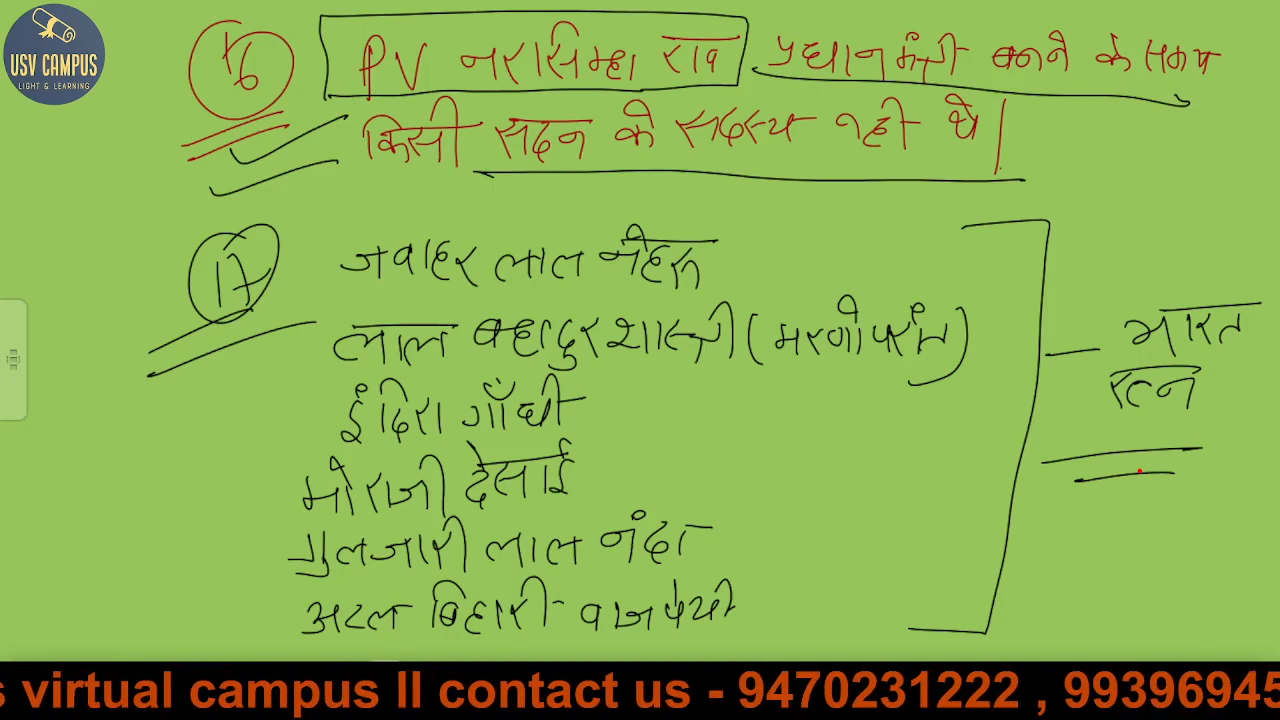 USV CAMPUS
LIGHT & LEARNING
16 PV नरसिम्हा राव प्रधानमंत्री बनने के समय
किसी सदन के सदस्य नही थे|
17 जवाहर लाल नेहरू
लाल बहादुर शास्त्री (मरणोपरांत)
इंदिरा गाँधी
मोरारजी देसाई
गुलजारी लाल नंदा
अटल बिहारी वाजपेयी
भारत
रत्न
s virtual campus ll contact us - 9470231222 , 99396945